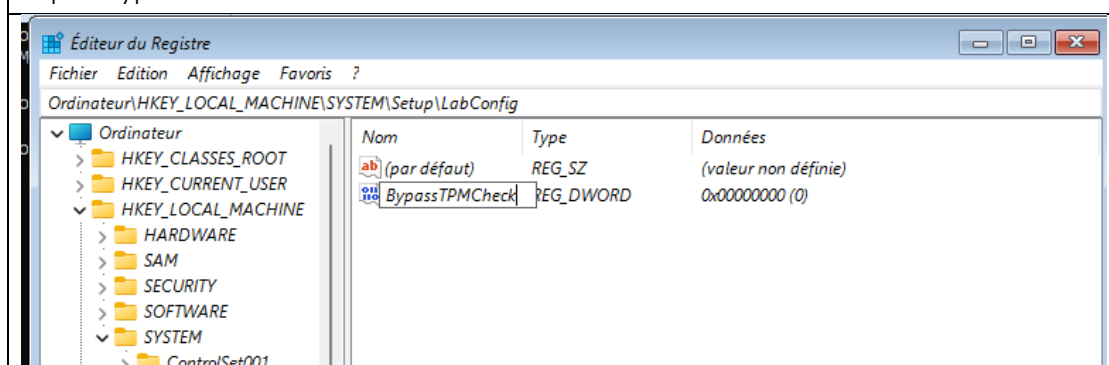 Éditeur du Registre
Fichier Edition Affichage Favoris ?
Ordinateur\HKEY_LOCAL_MACHINE\SYSTEM\Setup\LabConfig
Ordinateur
HKEY_CLASSES_ROOT
HKEY_CURRENT_USER
HKEY_LOCAL_MACHINE
HARDWARE
SAM
SECURITY
SOFTWARE
SYSTEM
ControlSet001
Nom Type Données
(par défaut) REG_SZ (valeur non définie)
BypassTPMCheck REG_DWORD 0x00000000 (0)